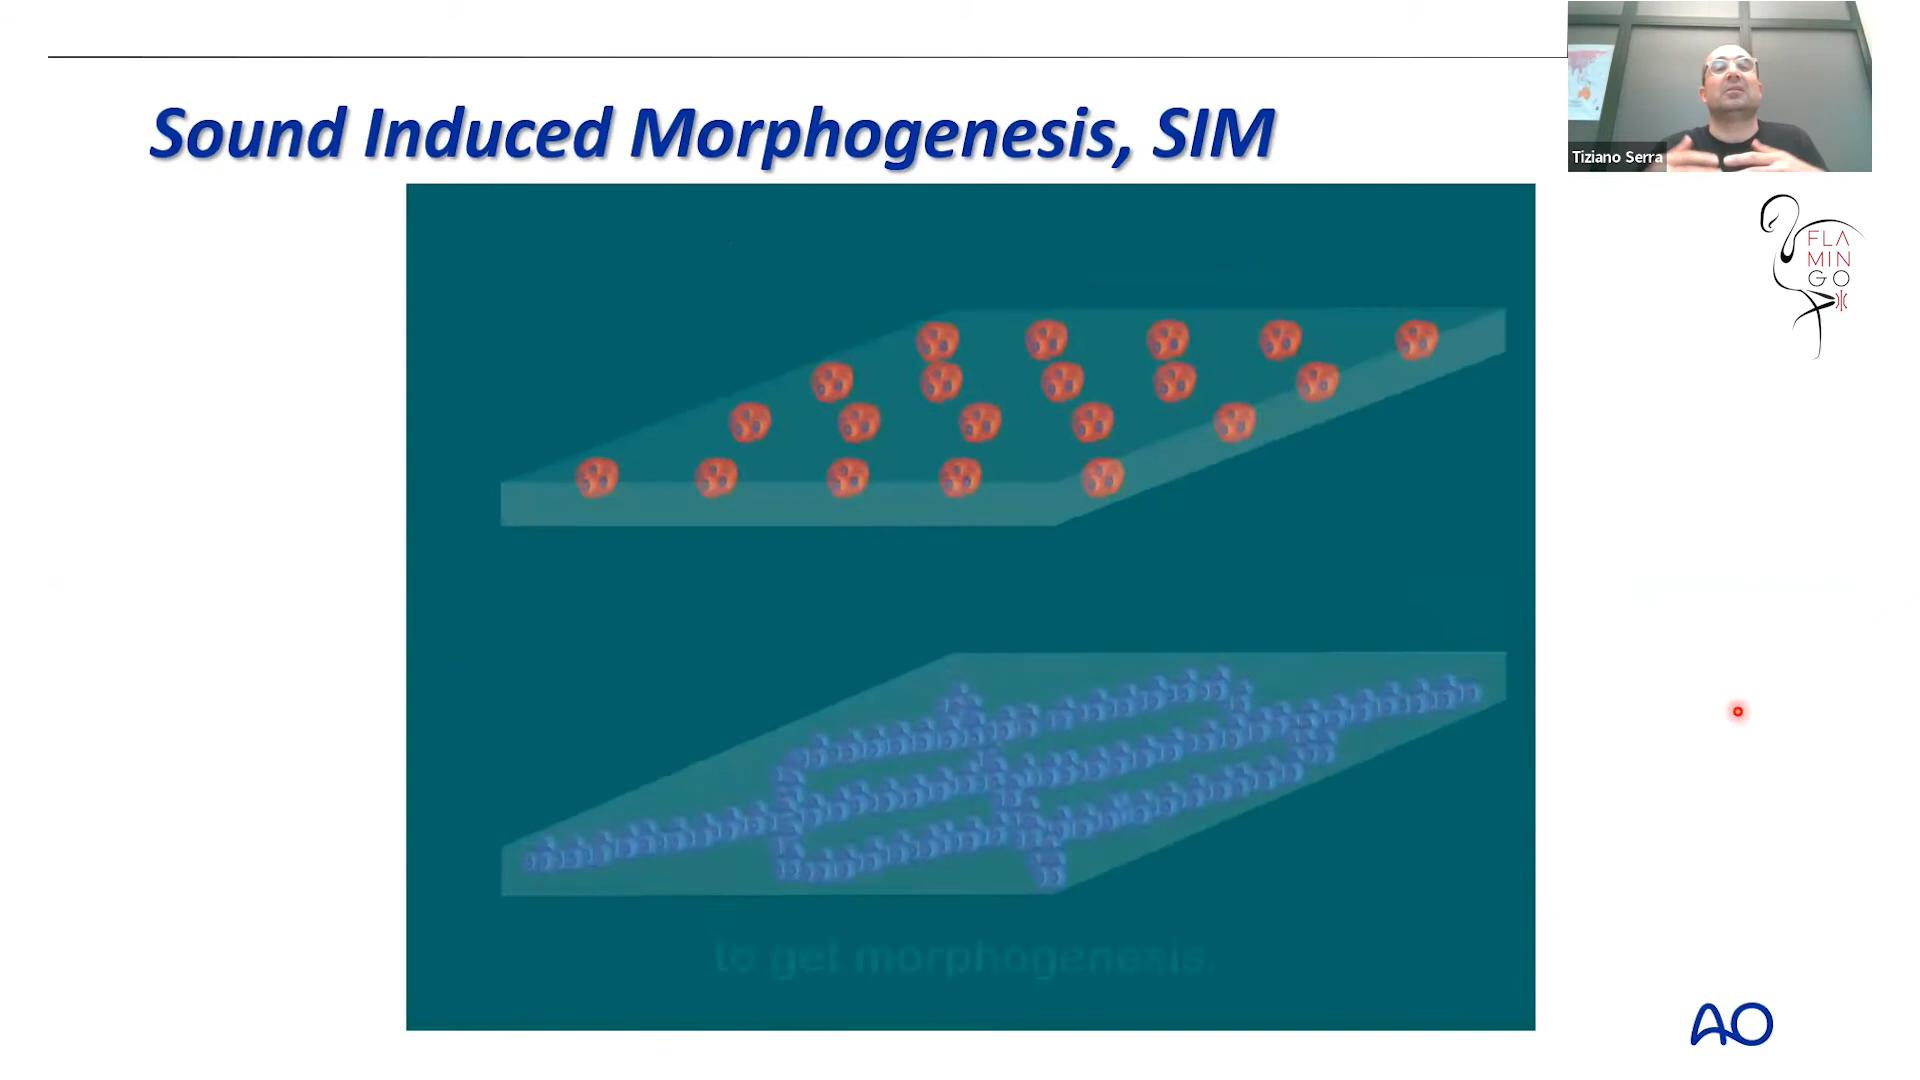 Sound Induced Morphogenesis, SIM
Tiziano Serra
FLA
MIN
GO
to get morphogenesis.
AO